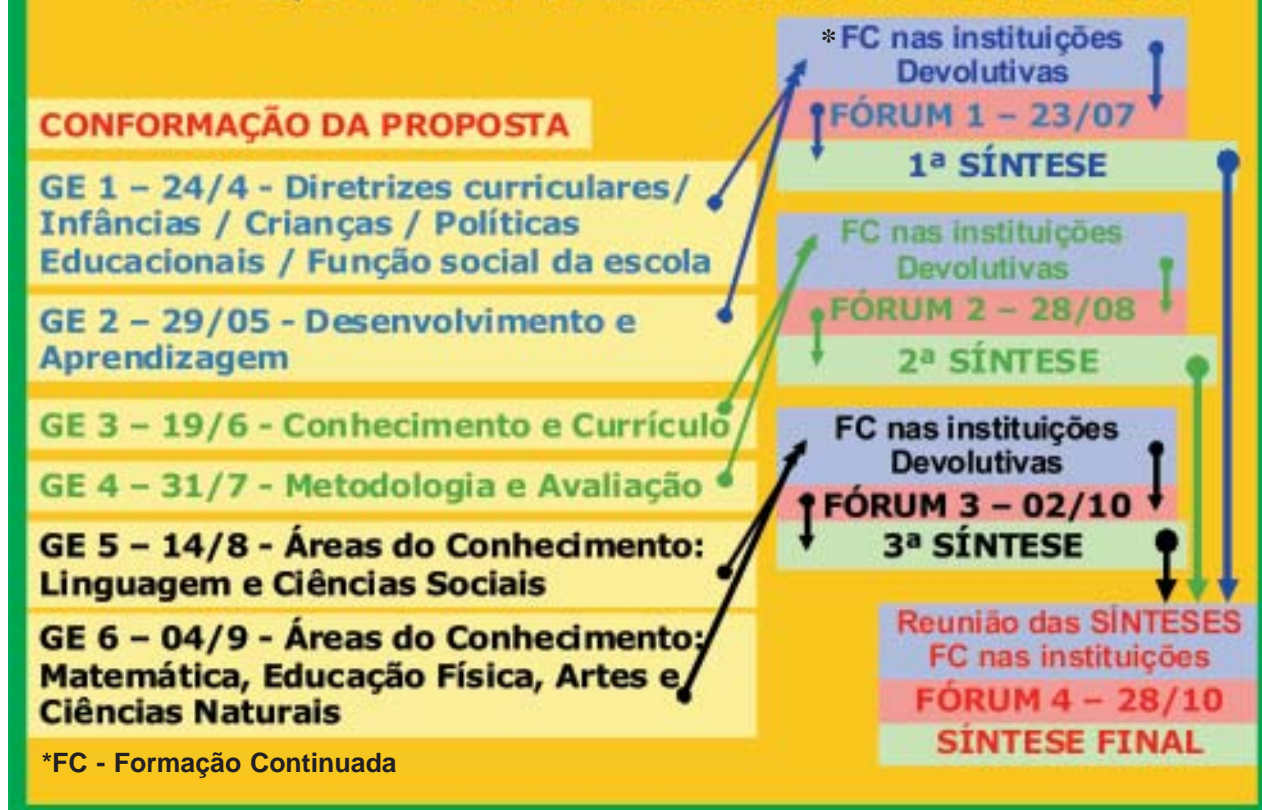 CONFORMAÇÃO DA PROPOSTA
GE 1 – 24/4 - Diretrizes curriculares/
Infâncias / Crianças / Políticas
Educacionais / Função social da escola
GE 2 – 29/05 - Desenvolvimento e
Aprendizagem
GE 3 – 19/6 - Conhecimento e Currículo
GE 4 – 31/7 - Metodologia e Avaliação
GE 5 – 14/8 - Áreas do Conhecimento:
Linguagem e Ciências Sociais
GE 6 – 04/9 - Áreas do Conhecimento:
Matemática, Educação Física, Artes e
Ciências Naturais
*FC - Formação Continuada
*FC nas instituições
Devolutivas
FÓRUM 1 – 23/07
1ª SÍNTESE
FC nas instituições
Devolutivas
FÓRUM 2 – 28/08
2ª SÍNTESE
FC nas instituições
Devolutivas
FÓRUM 3 – 02/10
3ª SÍNTESE
Reunião das SÍNTESES
FC nas instituições
FÓRUM 4 – 28/10
SÍNTESE FINAL